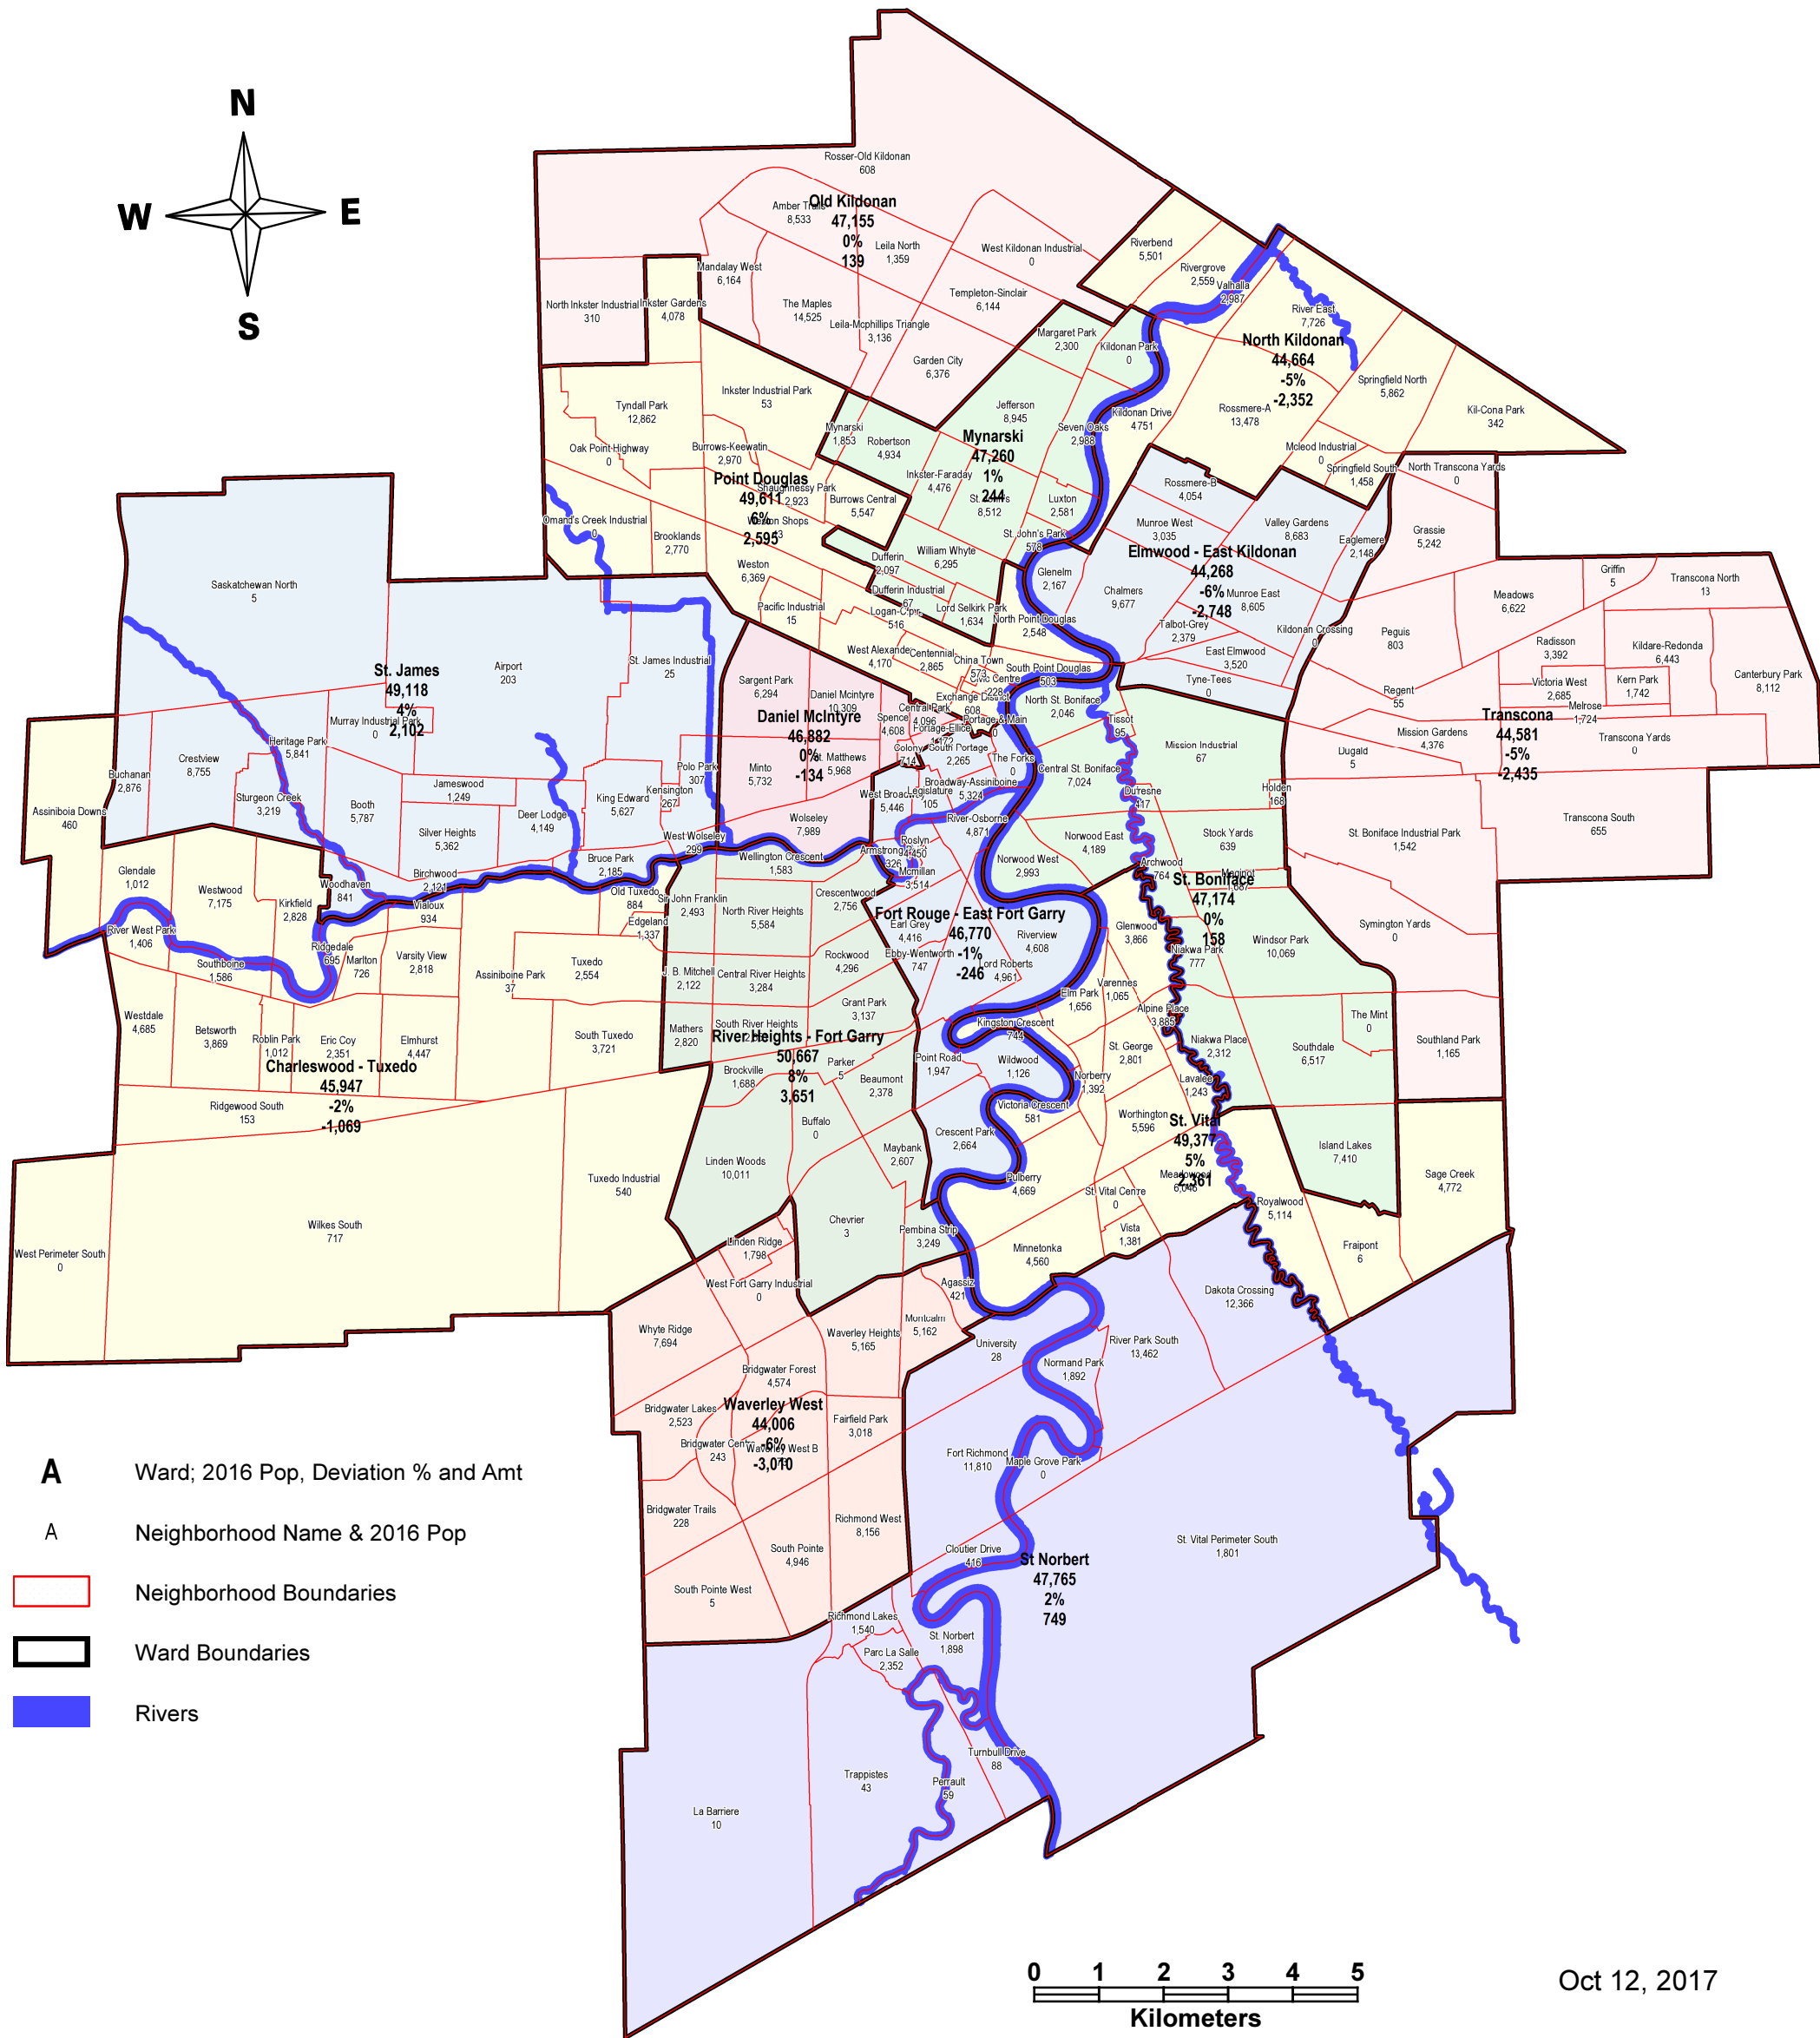 N
W
E
S
Rosser-Old Kildonan
608
Old Kildonan
47,155
0%
139
Amber Trails
8,533
Leila North
1,359
West Kildonan Industrial
0
Mandalay West
6,164
The Maples
14,525
Templeton-Sinclair
6,144
Leila-Mcphillips Triangle
3,136
Garden City
6,376
North Inkster Industrial
310
Inkster Gardens
4,078
Riverbend
5,501
Rivergrove
2,559
Valhalla
2,987
River East
7,726
North Kildonan
44,664
-5%
-2,352
Margaret Park
2,300
Kildonan Park
0
Springfield North
5,862
Kil-Cona Park
342
Rossmere-A
13,478
Kildonan Drive
4751
Mcleod Industrial
0
Springfield South
1,458
North Transcona Yards
0
Inkster Industrial Park
53
Tyndall Park
12,862
Oak Point Highway
0
Burrows-Keewatin
2,970
Point Douglas
49,611
6%
2,595
Shaughnessy Park
2,923
Weston Shops
Burrows Central
5,547
Mynarski
1,853
Robertson
4,934
Jefferson
8,945
Seven Oaks
2,988
Mynarski
47,260
1%
244
Inkster-Faraday
4,476
St. John's
8,512
Luxton
2,581
St. John's Park
578
Omand's Creek Industrial
0
Brooklands
2,770
Weston
6,369
Pacific Industrial
15
Dufferin
2,097
William Whyte
6,295
Dufferin Industrial
67
Logan-C.P.R.
516
Lord Selkirk Park
1,634
North Point Douglas
2,548
Glenelm
2,167
Rossmere-B
4,054
Munroe West
3,035
Valley Gardens
8,683
Eaglemere
2,148
Elmwood - East Kildonan
44,268
-6%
-2,748
Chalmers
9,677
Munroe East
8,605
Talbot-Grey
2,379
East Elmwood
3,520
Kildonan Crossing
0
Tyne-Tees
0
Grassie
5,242
Peguis
803
Meadows
6,622
Griffin
5
Transcona North
13
Radisson
3,392
Kildare-Redonda
6,443
Canterbury Park
8,112
Victoria West
2,685
Kern Park
1,742
Melrose
1,724
Regent
55
Transcona
44,581
-5%
-2,435
Mission Gardens
4,376
Transcona Yards
0
Dugald
5
Transcona South
655
St. Boniface Industrial Park
1,542
Symington Yards
0
Southland Park
1,165
Saskatchewan North
5
St. James
49,118
4%
2,102
Airport
203
St. James Industrial
25
Murray Industrial Park
0
Heritage Park
5,841
Crestview
8,755
Buchanan
2,876
Sturgeon Creek
3,219
Booth
5,787
Jameswood
1,249
Silver Heights
5,362
Deer Lodge
4,149
King Edward
5,627
Kensington
267
Polo Park
307
Bruce Park
2,185
Birchwood
2,121
Woodhaven
841
West Wolseley
299
Assiniboia Downs
460
Sargent Park
6,294
Daniel Mcintyre
10,309
Daniel McIntyre
46,882
0%
-134
St. Matthews
5,968
Minto
5,732
Wolseley
7,989
Spence
4,608
Central Park
4,096
Portage-Ellice
1,172
Colony
714
South Portage
2,265
West Alexander
4,170
Centennial
2,865
China Town
573
Civic Centre
228
Exchange District
608
South Point Douglas
503
Portage & Main
0
The Forks
0
Broadway-Assiniboine
5,324
Legislature
105
West Broadway
5,446
River-Osborne
4,871
Roslyn
4,450
Armstrong Point
326
Mcmillan
3,514
North St. Boniface
2,046
Tissot
95
Mission Industrial
67
Central St. Boniface
7,024
Dufresne
417
Holden
168
Norwood East
4,189
Stock Yards
639
Norwood West
2,993
Archwood
764
Maginot
St. Boniface
47,174
0%
158
Windsor Park
10,069
Niakwa Park
777
Niakwa Place
2,312
The Mint
0
Southdale
6,517
Island Lakes
7,410
Sage Creek
4,772
Royalwood
5,114
Fraipont
6
Glendale
1,012
Westwood
7,175
Kirkfield
2,828
River West Park
1,406
Southboine
1,586
Ridgedale
695
Marlton
726
Vialoux
934
Varsity View
2,818
Assiniboine Park
37
Tuxedo
2,554
Old Tuxedo
884
Edgeland
1,337
South Tuxedo
3,721
Westdale
4,685
Betsworth
3,869
Roblin Park
1,012
Eric Coy
2,351
Elmhurst
4,447
Charleswood - Tuxedo
45,947
-2%
-1,069
Ridgewood South
153
Wilkes South
717
West Perimeter South
0
Tuxedo Industrial
540
Wellington Crescent
1,583
Sir John Franklin
2,493
North River Heights
5,584
Crescentwood
2,756
J. B. Mitchell
2,122
Central River Heights
3,284
Rockwood
4,296
Grant Park
3,137
Mathers
2,820
South River Heights
River Heights - Fort Garry
50,667
8%
3,651
Brockville
1,688
Parker
5
Beaumont
2,378
Buffalo
0
Linden Woods
10,011
Maybank
2,607
Chevrier
3
Pembina Strip
3,249
Fort Rouge - East Fort Garry
46,770
-1%
-246
Earl Grey
4,416
Riverview
4,608
Ebby-Wentworth
747
Lord Roberts
4,961
Kingston Crescent
744
Point Road
1,947
Wildwood
1,126
Victoria Crescent
581
Crescent Park
2,664
Glenwood
3,866
Varennes
1,065
Elm Park
1,656
Alpine Place
3,885
St. George
2,801
Norberry
1,392
Lavalee
1,243
Worthington
5,596
St. Vital
49,377
5%
2,361
Meadowood
6,046
Pulberry
4,669
St. Vital Centre
0
Vista
1,381
Minnetonka
4,560
Linden Ridge
1,798
West Fort Garry Industrial
0
Whyte Ridge
7,694
Waverley Heights
5,165
Montcalm
5,162
Agassiz
421
Bridgwater Forest
4,574
Bridgwater Lakes
2,523
Waverley West
44,006
-6%
-3,010
Bridgwater Centre
243
Waverley West B
Fairfield Park
3,018
Bridgwater Trails
228
South Pointe
4,946
Richmond West
8,156
South Pointe West
5
University
28
Dakota Crossing
12,366
River Park South
13,462
Normand Park
1,892
Fort Richmond
11,810
Maple Grove Park
0
St. Vital Perimeter South
1,801
Cloutier Drive
416
St Norbert
47,765
2%
749
Richmond Lakes
1,540
St. Norbert
1,898
Parc La Salle
2,352
Trappistes
43
Turnbull Drive
88
Perrault
59
La Barriere
10
A Ward; 2016 Pop, Deviation % and Amt
A Neighborhood Name & 2016 Pop
Neighborhood Boundaries
Ward Boundaries
Rivers
0 1 2 3 4 5
Kilometers
Oct 12, 2017